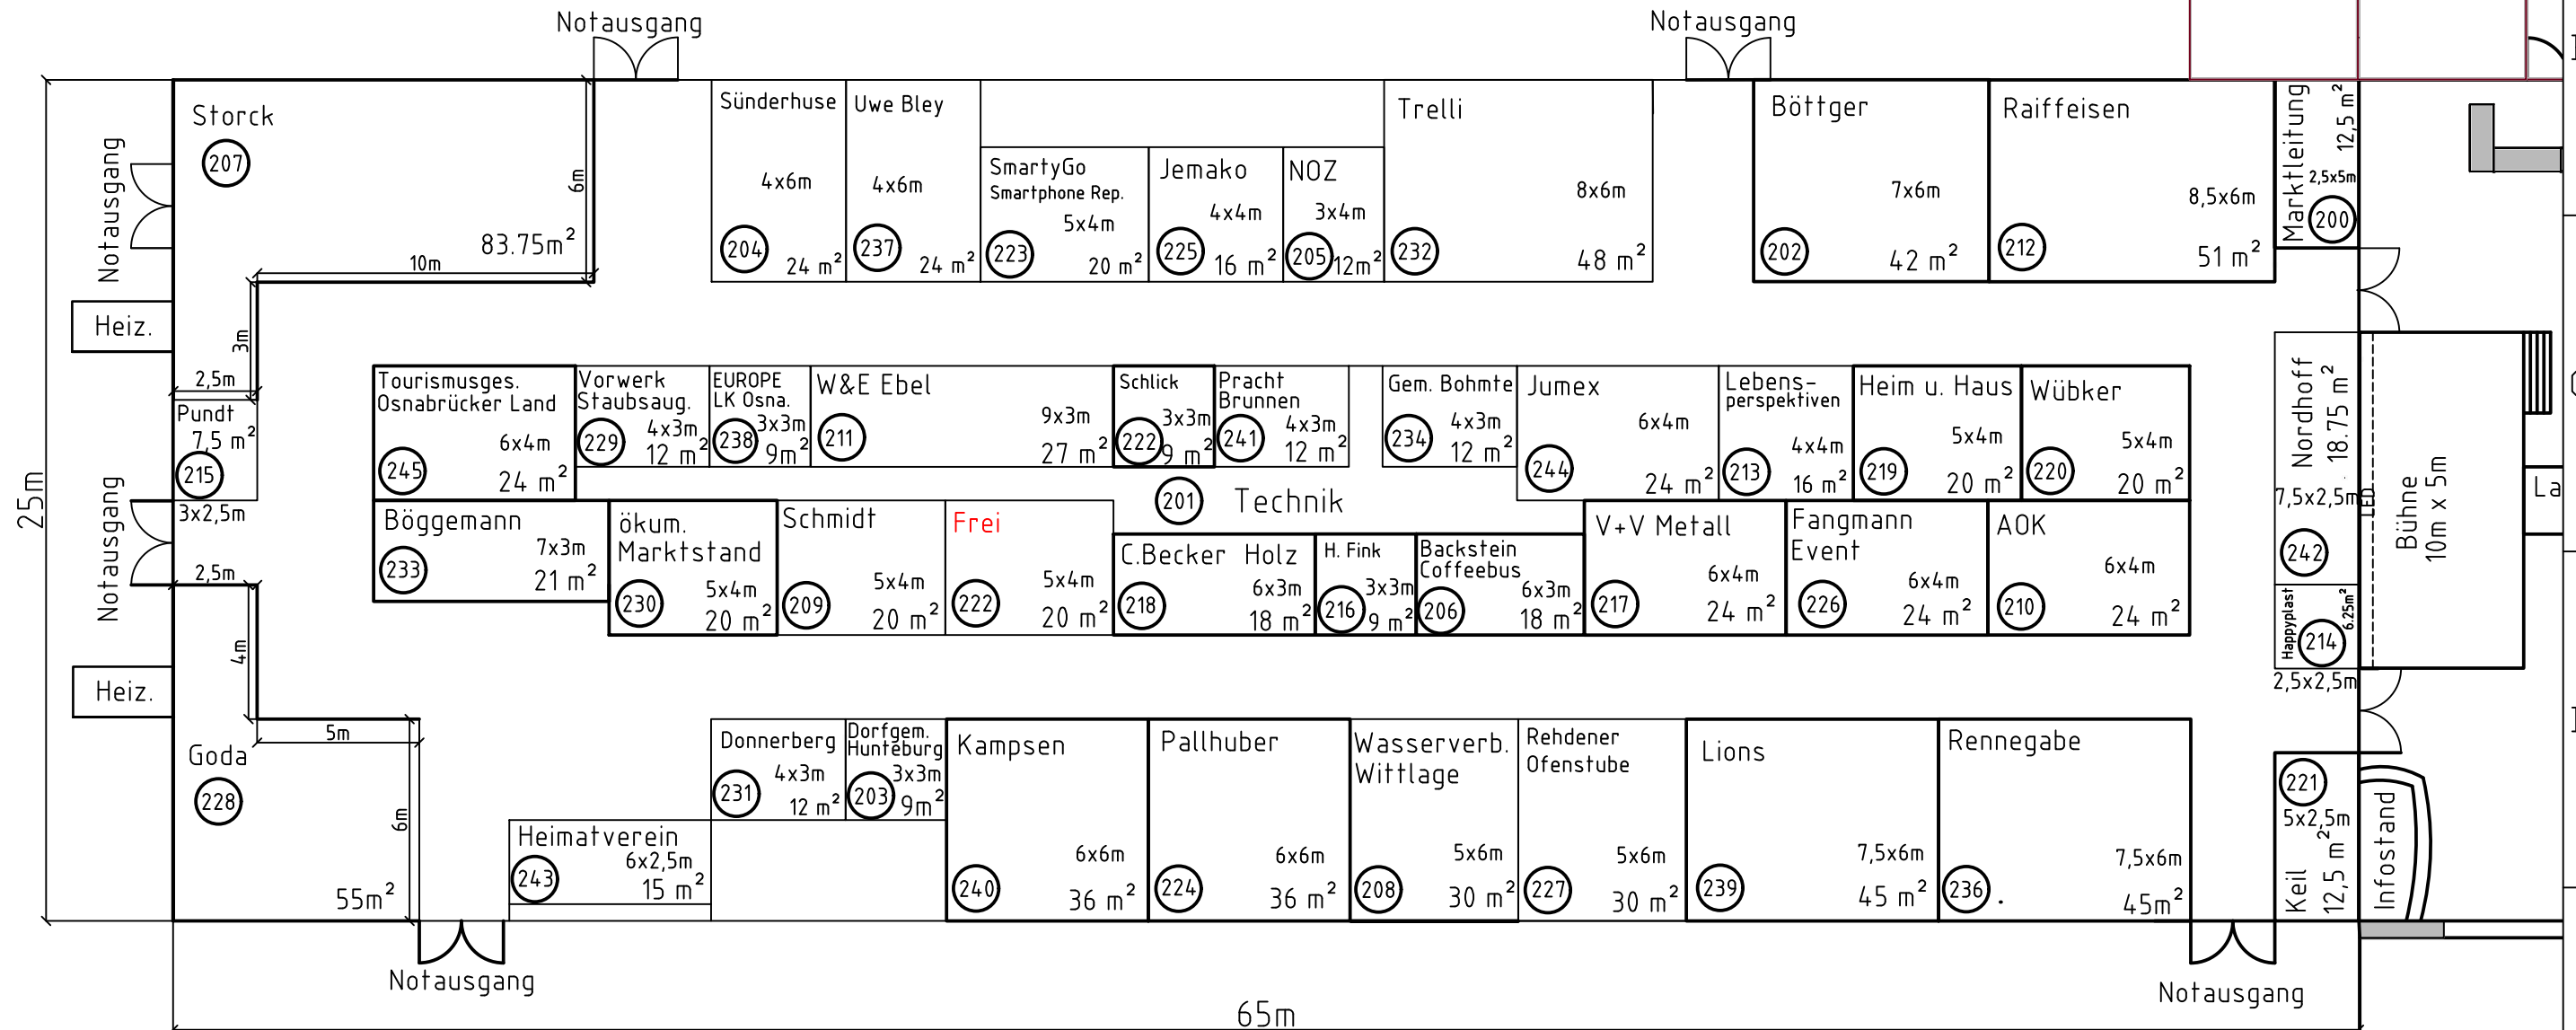 Notausgang
Notausgang
Storck
207
6m
83.75m²
10m
3m
2,5m
Notausgang
Heiz.
25m
Sünderhuse
4x6m
204
24 m²
Uwe Bley
4x6m
237
24 m²
SmartyGo
Smartphone Rep.
5x4m
223
20 m²
Jemako
4x4m
225
16 m²
NOZ
3x4m
205
12m²
Trelli
8x6m
232
48 m²
Böttger
7x6m
202
42 m²
Raiffeisen
8,5x6m
212
51 m²
Marktleitung
12,5 m²
2,5x5m
200
Pundt
7,5 m²
215
3x2,5m
Notausgang
2,5m
4m
Heiz.
Tourismusges.
Osnabrücker Land
6x4m
245
24 m²
Vorwerk
Staubsaug.
4x3m
229
12 m²
EUROPE
LK Osna.
3x3m
238
9m²
W&E Ebel
9x3m
211
27 m²
Schlick
3x3m
222
9 m²
Pracht
Brunnen
4x3m
241
12 m²
Gem. Bohmte
4x3m
234
12 m²
Jumex
6x4m
244
24 m²
Lebens-
perspektiven
4x4m
213
16 m²
Heim u. Haus
5x4m
219
20 m²
Wübker
5x4m
220
20 m²
Nordhoff
18.75 m²
7,5x2,5m
242
LED
Bühne
10m x 5m
La
201
Technik
Böggemann
7x3m
233
21 m²
ökum.
Marktstand
5x4m
230
20 m²
Schmidt
5x4m
209
20 m²
Frei
5x4m
222
20 m²
C.Becker Holz
6x3m
218
18 m²
H. Fink
3x3m
216
9 m²
Backstein
Coffeebus
6x3m
206
18 m²
V+V Metall
6x4m
217
24 m²
Fangmann
Event
6x4m
226
24 m²
AOK
6x4m
210
24 m²
Happyplast
6.25m²
214
2,5x2,5m
5m
Goda
228
6m
55m²
Heimatverein
6x2,5m
243
15 m²
Donnerberg
4x3m
231
12 m²
Dorfgem.
Hunteburg
3x3m
203
9m²
Kampsen
6x6m
240
36 m²
Pallhuber
6x6m
224
36 m²
Wasserverb.
Wittlage
5x6m
208
30 m²
Rehdener
Ofenstube
5x6m
227
30 m²
Lions
7,5x6m
239
45 m²
Rennegabe
7,5x6m
236 .
45m²
221
5x2,5m
Keil
12,5 m²
Infostand
Notausgang
Notausgang
65m